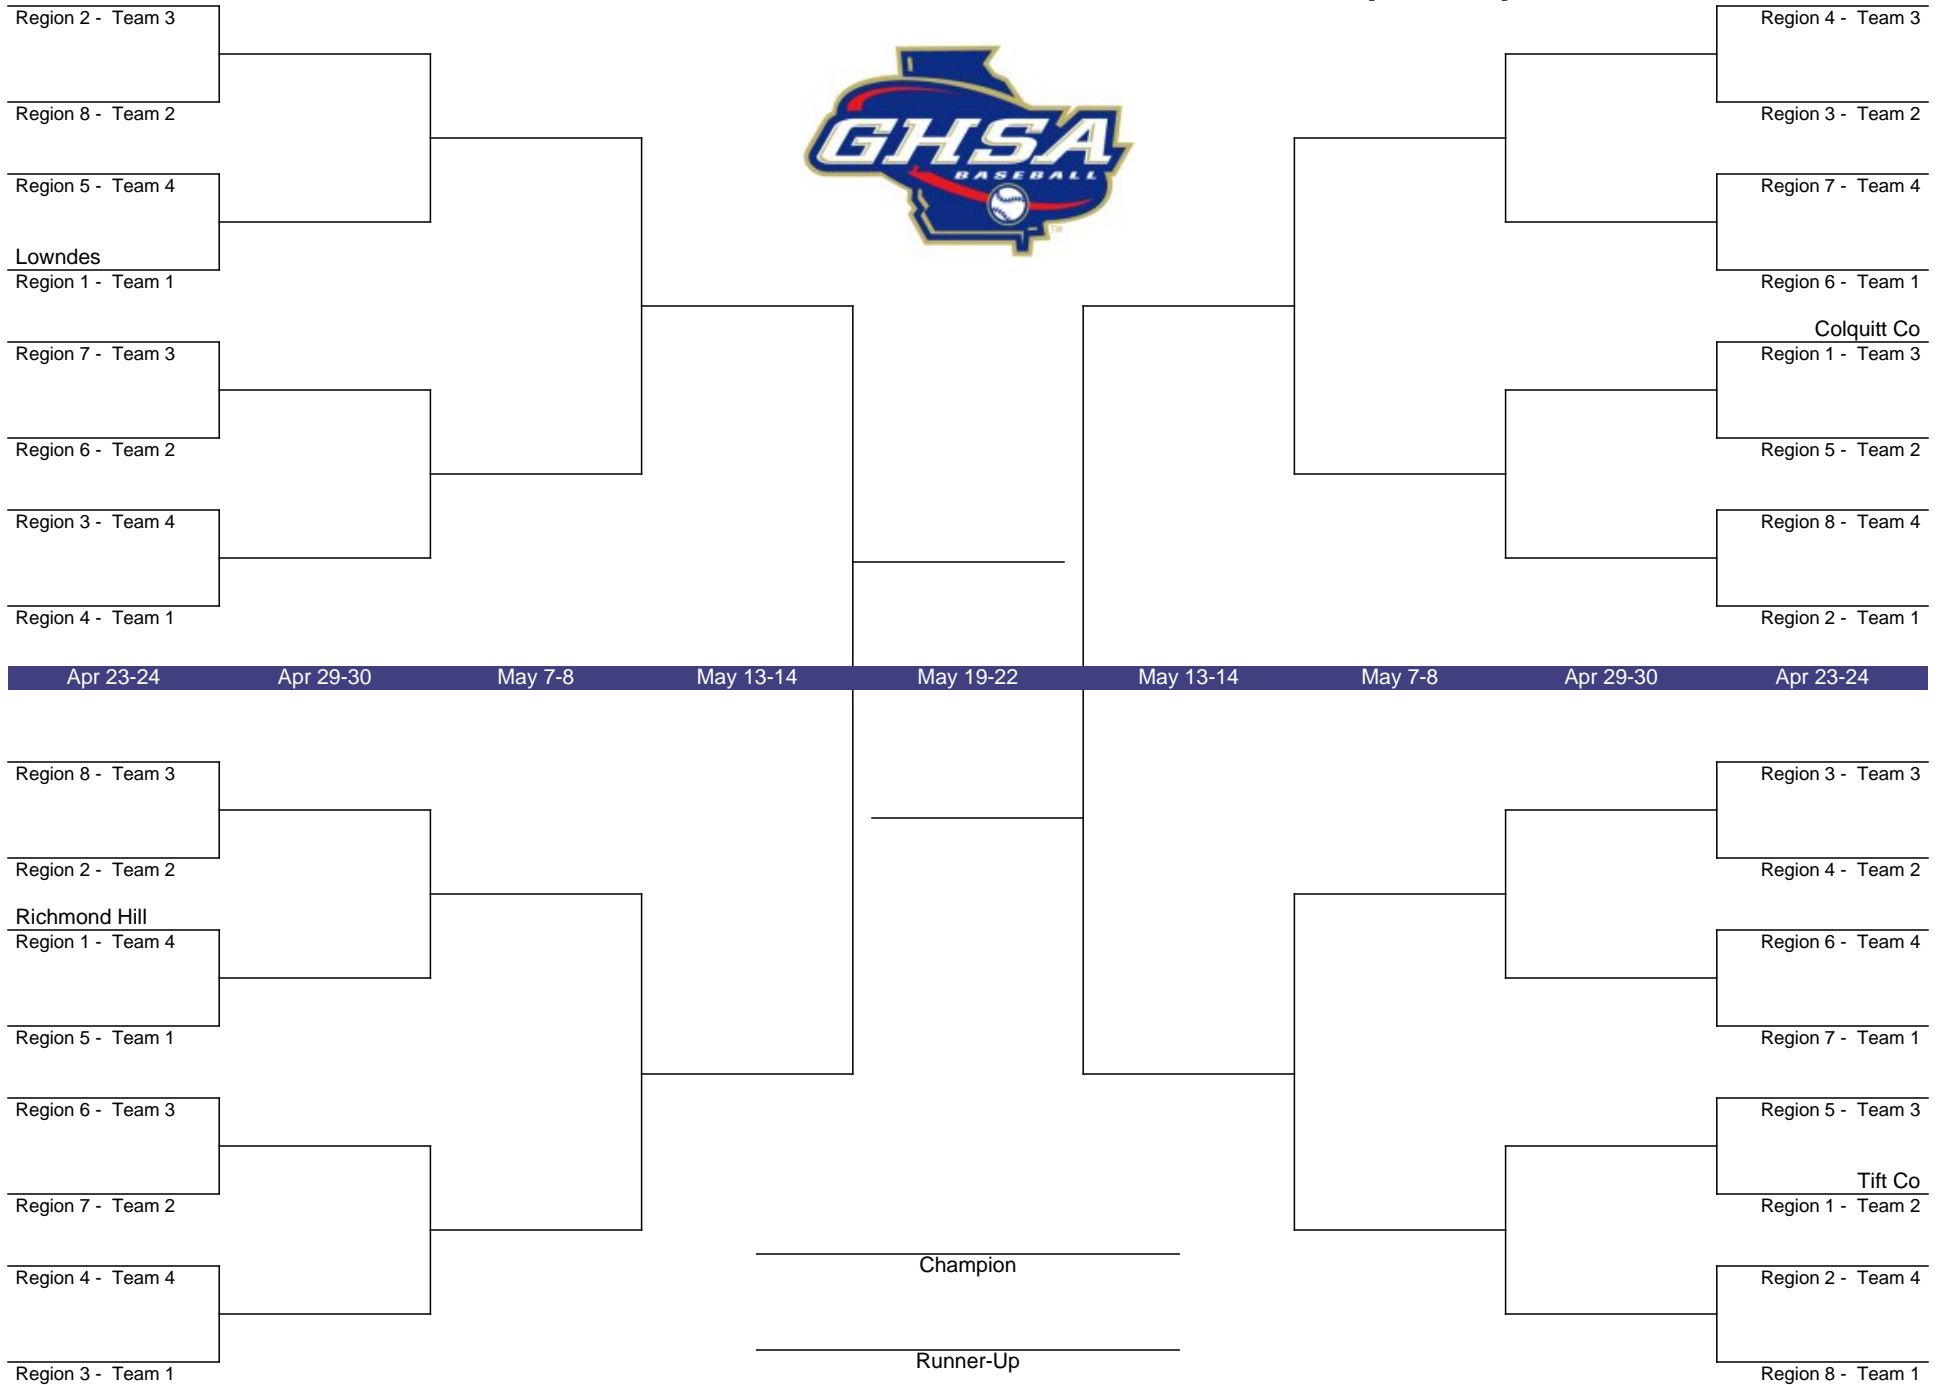 Region 2 - Team 3
Region 8 - Team 2
Region 5 - Team 4
Lowndes
Region 1 - Team 1
Region 7 - Team 3
Region 6 - Team 2
Region 3 - Team 4
Region 4 - Team 1
GHSA
BASEBALL
TM
Region 4 - Team 3
Region 3 - Team 2
Region 7 - Team 4
Region 6 - Team 1
Colquitt Co
Region 1 - Team 3
Region 5 - Team 2
Region 8 - Team 4
Region 2 - Team 1
Apr 23-24 Apr 29-30 May 7-8 May 13-14 May 19-22 May 13-14 May 7-8 Apr 29-30 Apr 23-24
Region 8 - Team 3
Region 2 - Team 2
Richmond Hill
Region 1 - Team 4
Region 5 - Team 1
Region 6 - Team 3
Region 7 - Team 2
Region 4 - Team 4
Region 3 - Team 1
Champion
Runner-Up
Region 3 - Team 3
Region 4 - Team 2
Region 6 - Team 4
Region 7 - Team 1
Region 5 - Team 3
Tift Co
Region 1 - Team 2
Region 2 - Team 4
Region 8 - Team 1